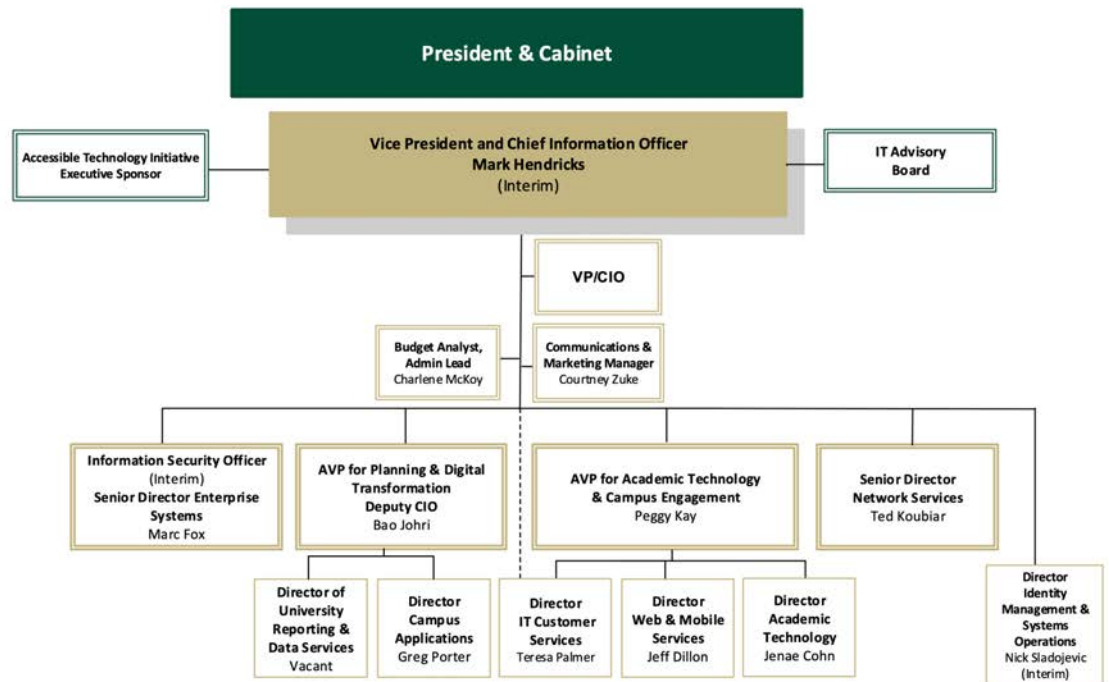 President & Cabinet
Vice President and Chief Information Officer
Mark Hendricks
(Interim)
Accessible Technology Initiative
Executive Sponsor
IT Advisory
Board
VP/CIO
Budget Analyst,
Admin Lead
Charlene McKoy
Communications &
Marketing Manager
Courtney Zuke
Information Security Officer
(Interim)
Senior Director Enterprise
Systems
Marc Fox
AVP for Planning & Digital
Transformation
Deputy CIO
Bao Johri
AVP for Academic Technology
& Campus Engagement
Peggy Kay
Senior Director
Network Services
Ted Koubiar
Director of
University
Reporting &
Data Services
Vacant
Director
Campus
Applications
Greg Porter
Director
IT Customer
Services
Teresa Palmer
Director
Web & Mobile
Services
Jeff Dillon
Director
Academic
Technology
Jenae Cohn
Director
Identity
Management &
Systems
Operations
Nick Sladojevic
(Interim)